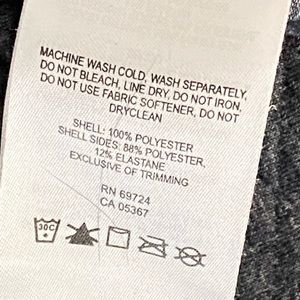 MACHINE WASH COLD, WASH SEPARATELY,
DO NOT BLEACH, LINE DRY, DO NOT IRON,
DO NOT USE FABRIC SOFTENER, DO NOT
DRYCLEAN
SHELL: 100% POLYESTER
SHELL SIDES: 88% POLYESTER,
12% ELASTANE
EXCLUSIVE OF TRIMMING
RN 69724
CA 05367
30C